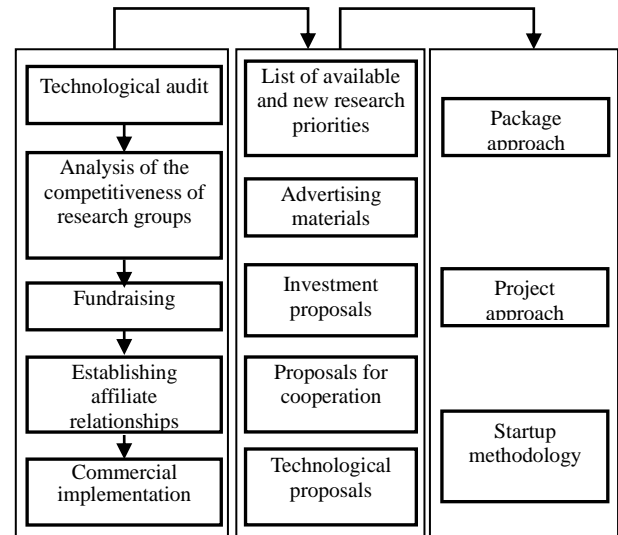 Technological audit
Analysis of the
competitiveness of
research groups
Fundraising
Establishing
affiliate
relationships
Commercial
implementation
List of available
and new research
priorities
Advertising
materials
Investment
proposals
Proposals for
cooperation
Technological
proposals
Package
approach
Project
approach
Startup
methodology